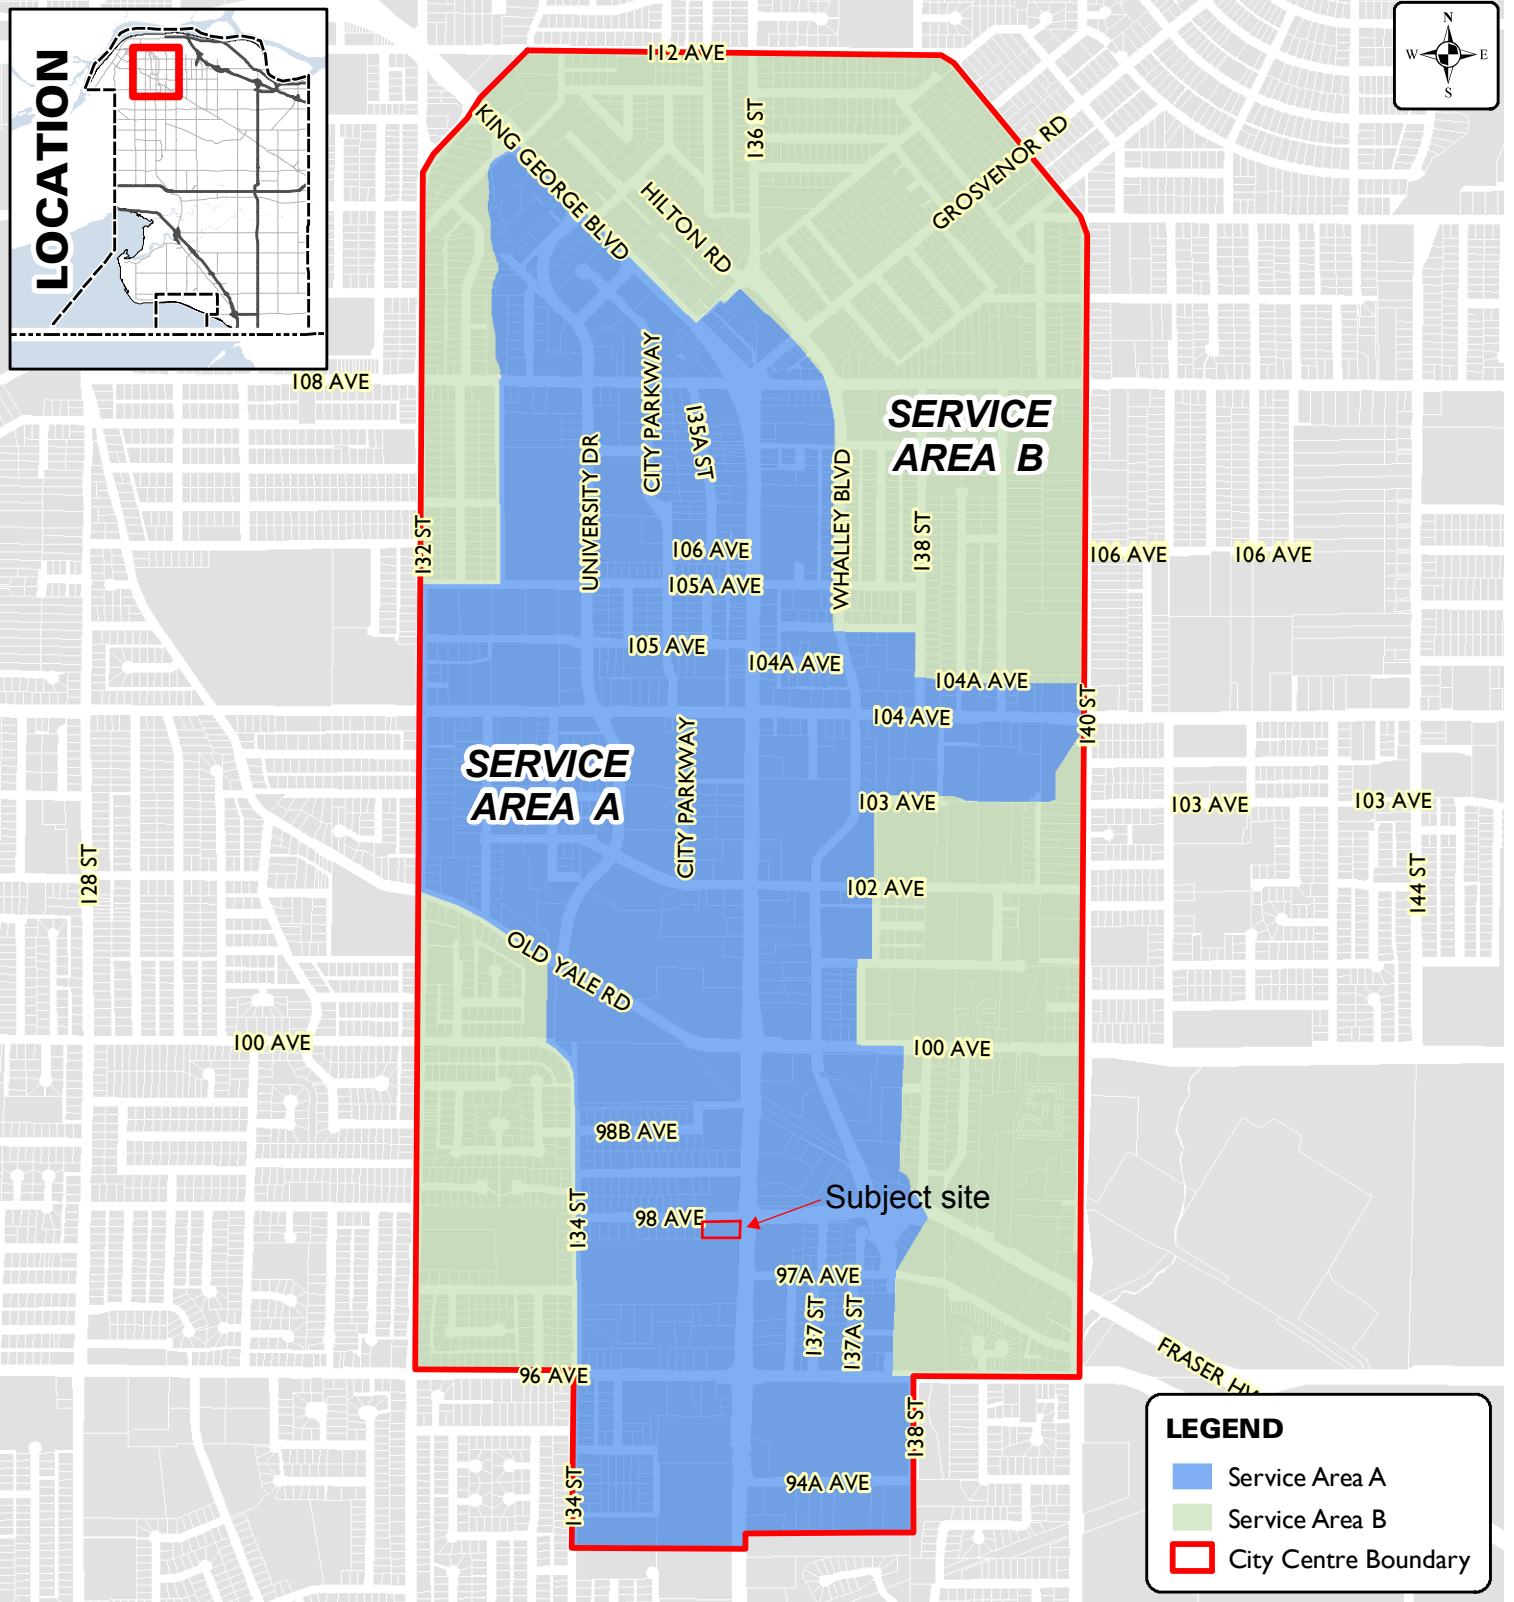 LOCATION
N
W
E
S
112 AVE
136 ST
KING GEORGE BLVD
HILTON RD
GROSVENOR RD
108 AVE
CITY PARKWAY
135A ST
UNIVERSITY DR
SERVICE
AREA B
WHALLEY BLVD
138 ST
132 ST
106 AVE
106 AVE
106 AVE
105A AVE
105 AVE
104A AVE
104A AVE
104 AVE
140 ST
SERVICE
AREA A
CITY PARKWAY
103 AVE
103 AVE
103 AVE
128 ST
102 AVE
144 ST
OLD YALE RD
100 AVE
100 AVE
98B AVE
134 ST
98 AVE
Subject site
97A AVE
137 ST
137A ST
96 AVE
FRASER HW
138 ST
134 ST
94A AVE
LEGEND
Service Area A
Service Area B
City Centre Boundary